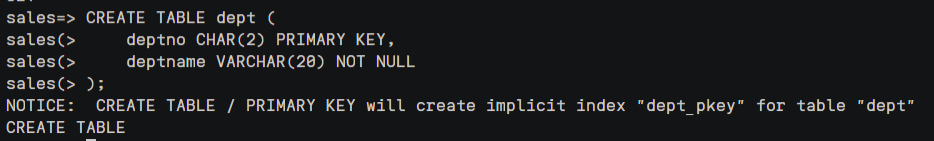 sales=> CREATE TABLE dept (
sales(>     deptno CHAR(2) PRIMARY KEY,
sales(>     deptname VARCHAR(20) NOT NULL
sales(> );
NOTICE:  CREATE TABLE / PRIMARY KEY will create implicit index "dept_pkey" for table "dept"
CREATE TABLE